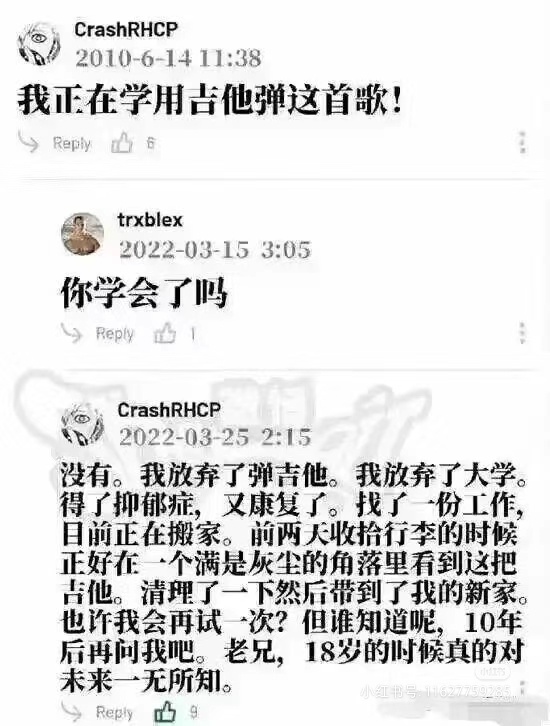 CrashRHCP
2010-6-14 11:38
我正在学用吉他弹这首歌！
Reply 6
trxblex
2022-03-15 3:05
你学会了吗
Reply 1
CrashRHCP
2022-03-25 2:15
没有。我放弃了弹吉他。我放弃了大学。
得了抑郁症，又康复了。找了一份工作，
目前正在搬家。前两天收拾行李的时候
正好在一个满是灰尘的角落里看到这把
吉他。清理了一下然后带到了我的新家。
也许我会再试一次？但谁知道呢，10年
后再问我吧。老兄，18岁的时候真的对
未来一无所知。
Reply 9